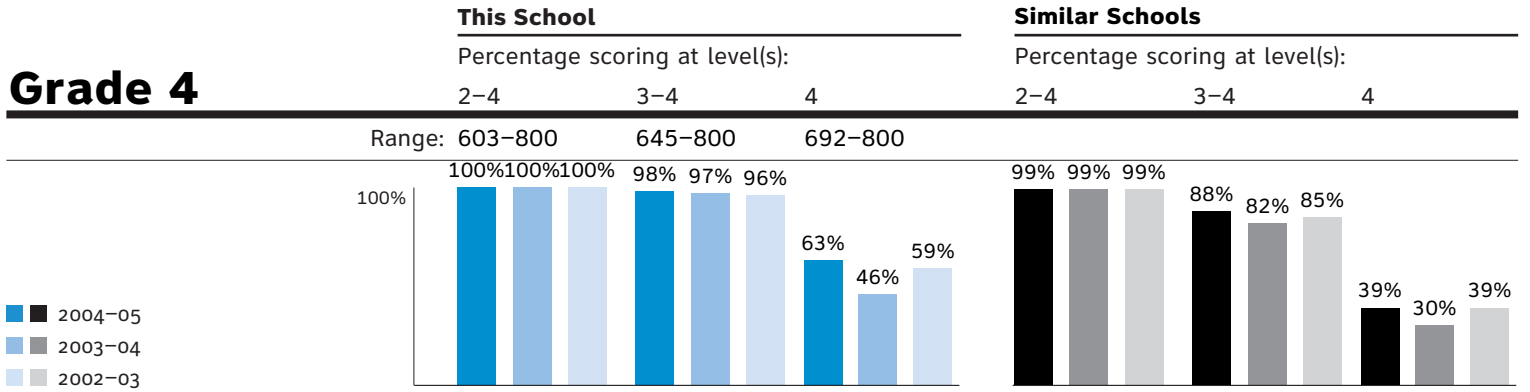 This School
Similar Schools
Percentage scoring at level(s):
Percentage scoring at level(s):
Grade 4
2–4 3–4 4
2–4 3–4 4
Range: 603–800 645–800 692–800
100%
100% 100% 100% 98% 97% 96% 63% 46% 59%
99% 99% 99% 88% 82% 85% 39% 30% 39%
2004–05
2003–04
2002–03